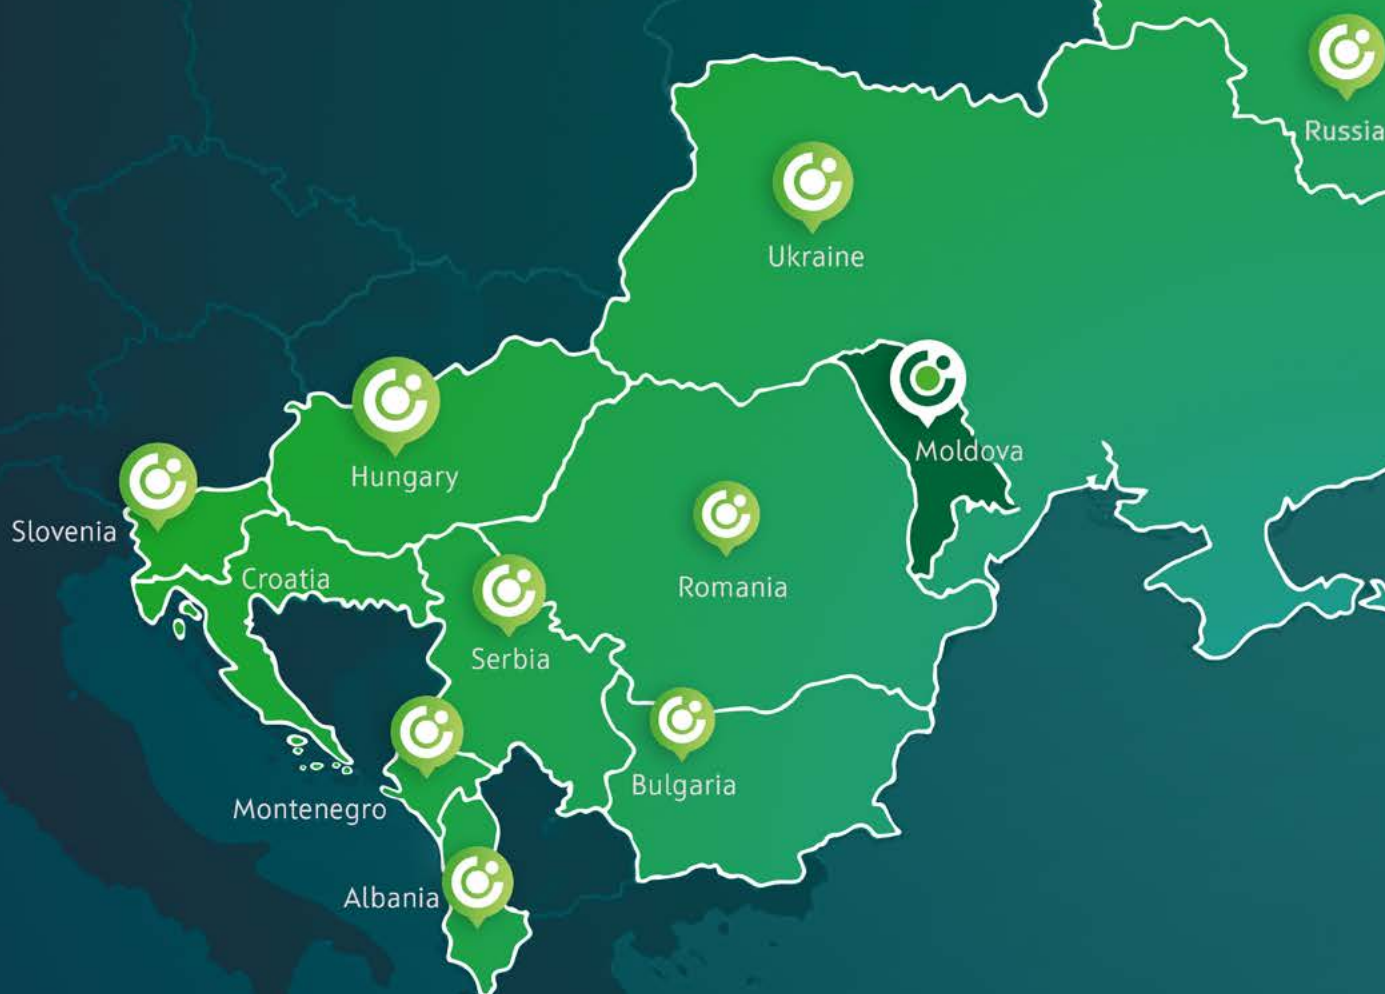 Russia
Ukraine
Moldova
Hungary
Slovenia
Croatia
Romania
Serbia
Bulgaria
Montenegro
Albania